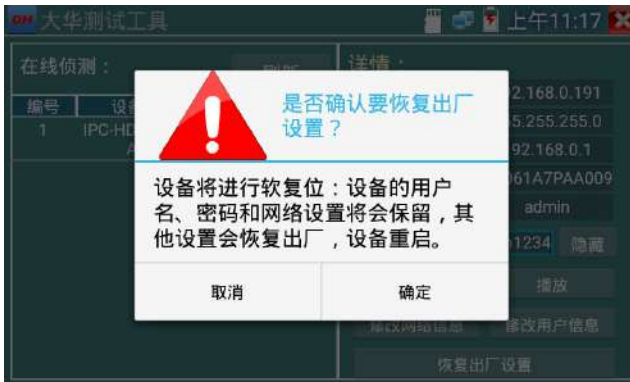 DH 大华测试工具
上午11:17
在线侦测：
刷新
详情：
编号
设
1
IPC-HD
A
2.168.0.191
5.255.255.0
92.168.0.1
061A7PAA009
admin
1234
隐藏
播放
修改网络信息
修改用户信息
恢复出厂设置
是否确认要恢复出厂
设置？
设备将进行软复位：设备的用户
名、密码和网络设置将会保留，其
他设置会恢复出厂，设备重启。
取消
确定